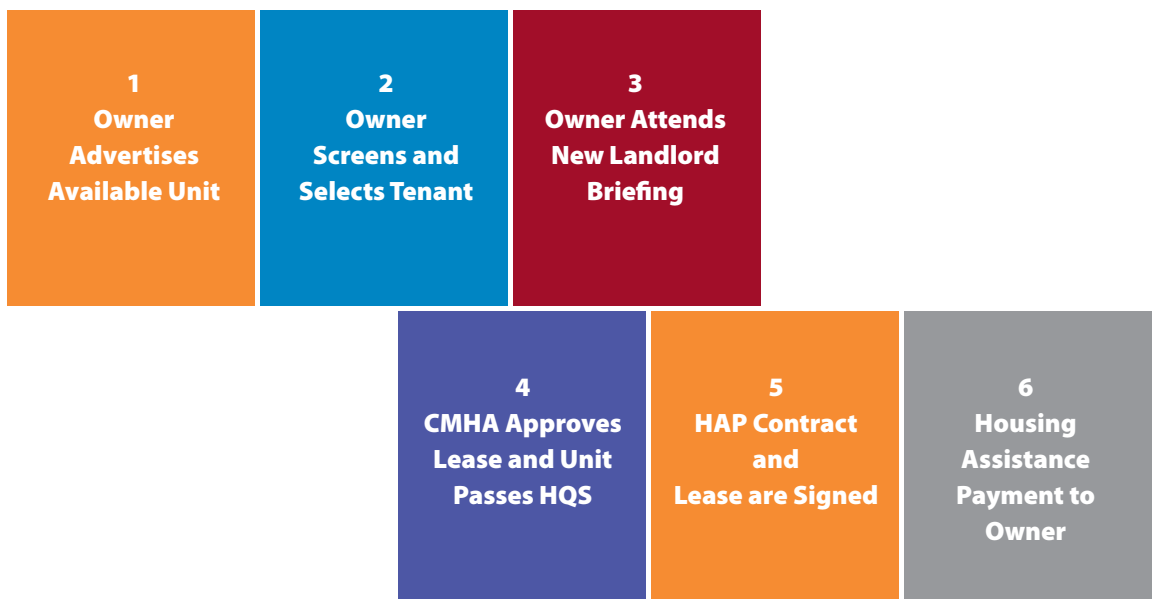 1
Owner
Advertises
Available Unit
2
Owner
Screens and
Selects Tenant
3
Owner Attends
New Landlord
Briefing
4
CMHA Approves
Lease and Unit
Passes HQS
5
HAP Contract
and
Lease are Signed
6
Housing
Assistance
Payment to
Owner